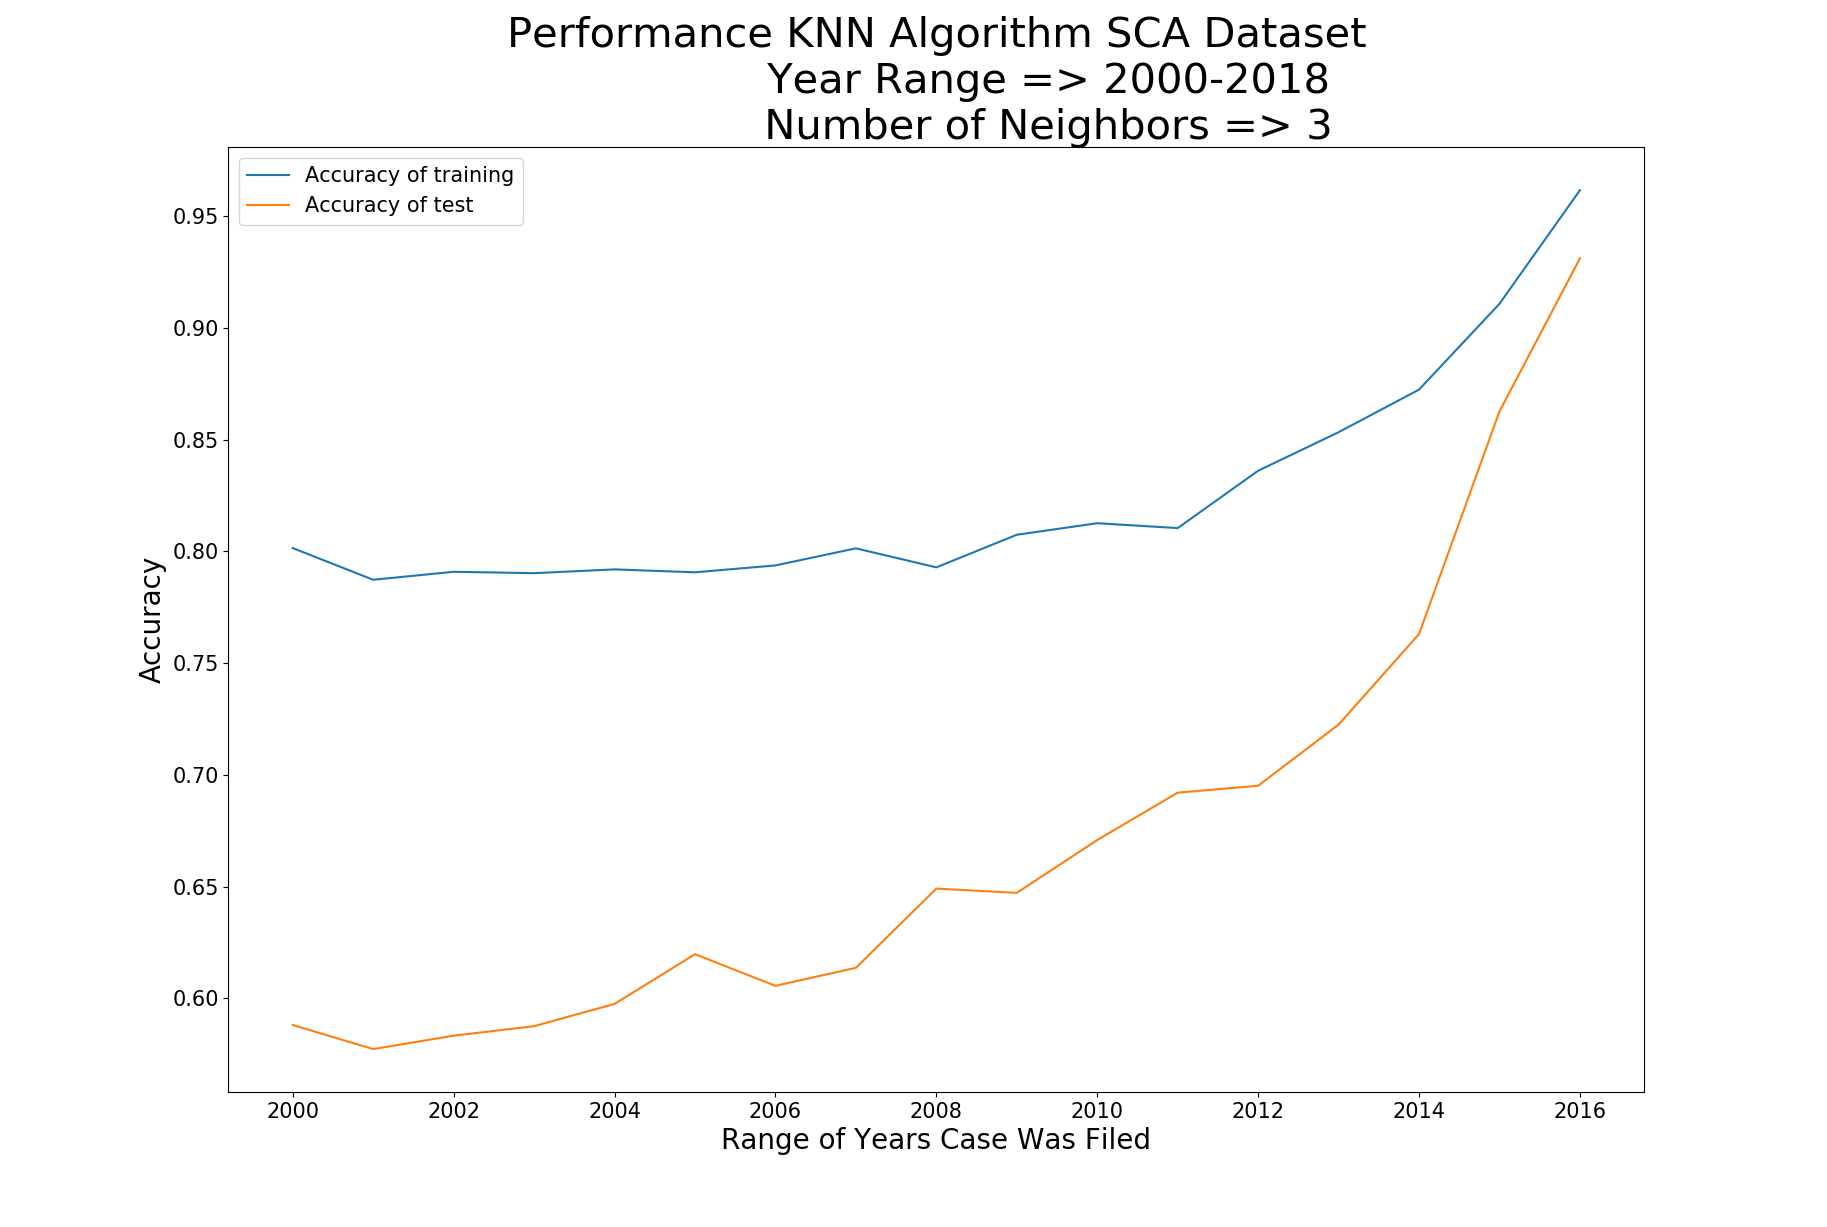 Performance KNN Algorithm SCA Dataset
Year Range => 2000-2018
Number of Neighbors => 3
Accuracy of training
Accuracy of test
0.95
0.90
0.85
0.80
0.75
0.70
0.65
0.60
Accuracy
2000 2002 2004 2006 2008 2010 2012 2014 2016
Range of Years Case Was Filed